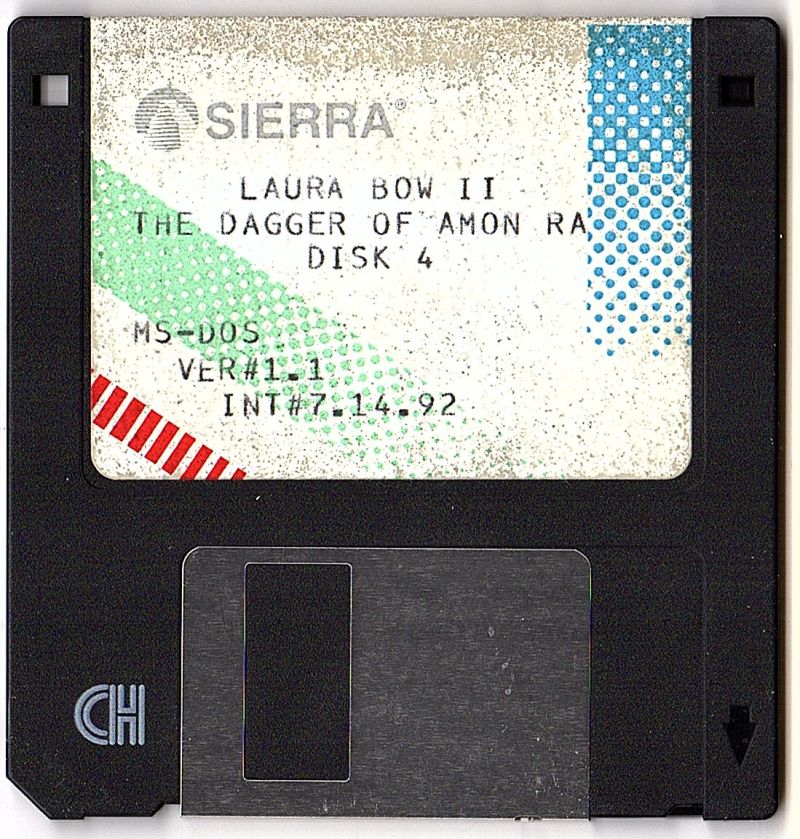 SIERRA®
LAURA BOW II
THE DAGGER OF AMON RA
DISK 4
MS-DOS
VER#1.1
INT#7.14.92
CH